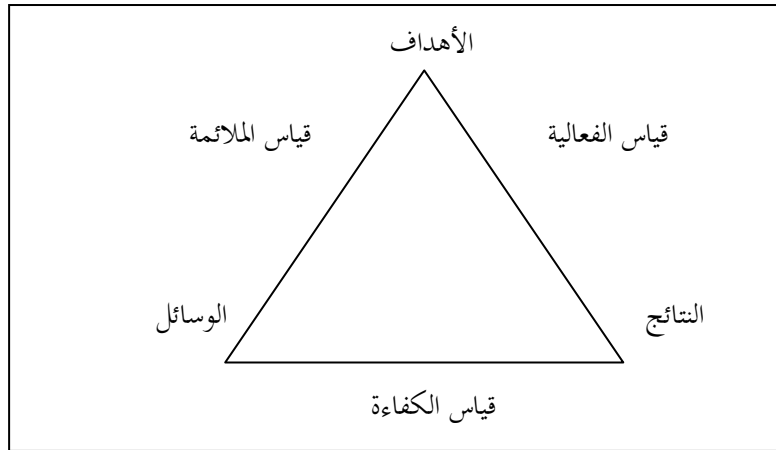 الأهداف
قياس الفعالية
قياس الملائمة
النتائج
الوسائل
قياس الكفاءة